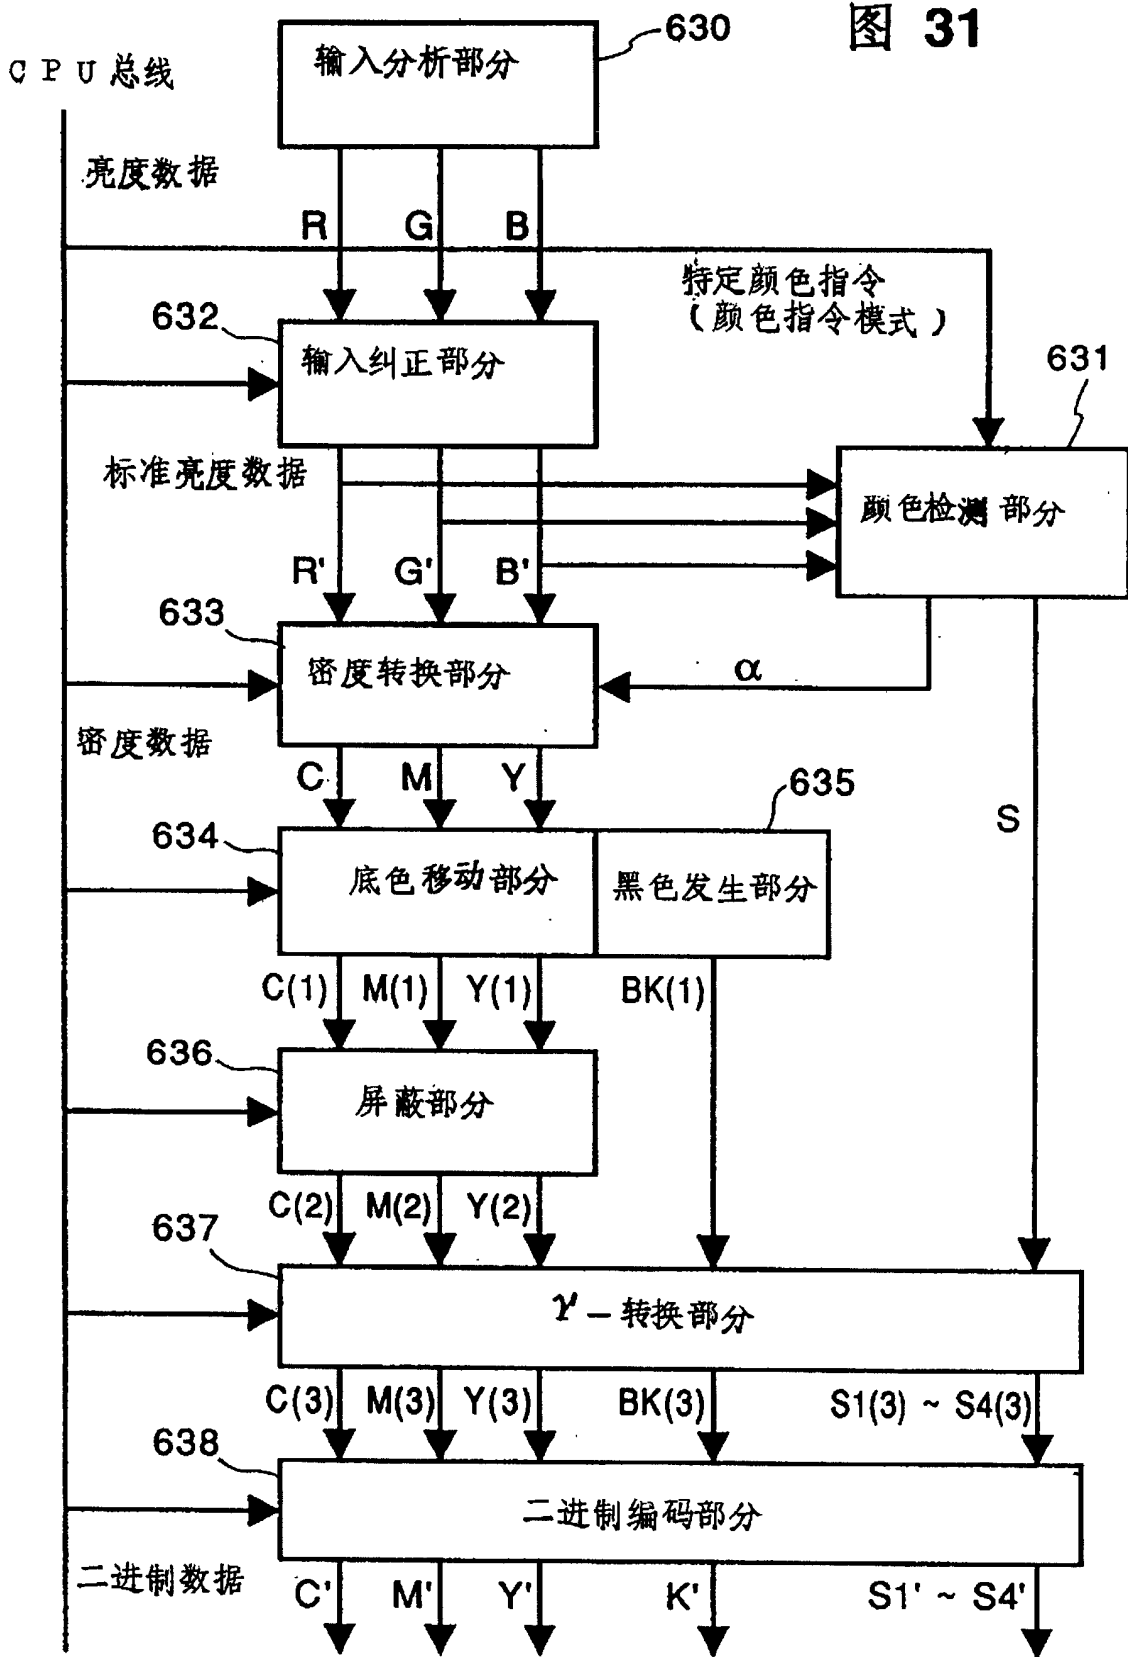 图 31
630
输入分析部分
CPU总线
亮度数据
R G B
特定颜色指令
(颜色指令模式)
632
输入纠正部分
631
标准亮度数据
颜色检测部分
R' G' B'
633
密度转换部分
α
密度数据
C M Y
635
S
634
底色移动部分
黑色发生部分
C(1) M(1) Y(1) BK(1)
636
屏蔽部分
C(2) M(2) Y(2)
637
γ-转换部分
C(3) M(3) Y(3) BK(3) S1(3) ~ S4(3)
638
二进制编码部分
二进制数据
C' M' Y' K' S1' ~ S4'